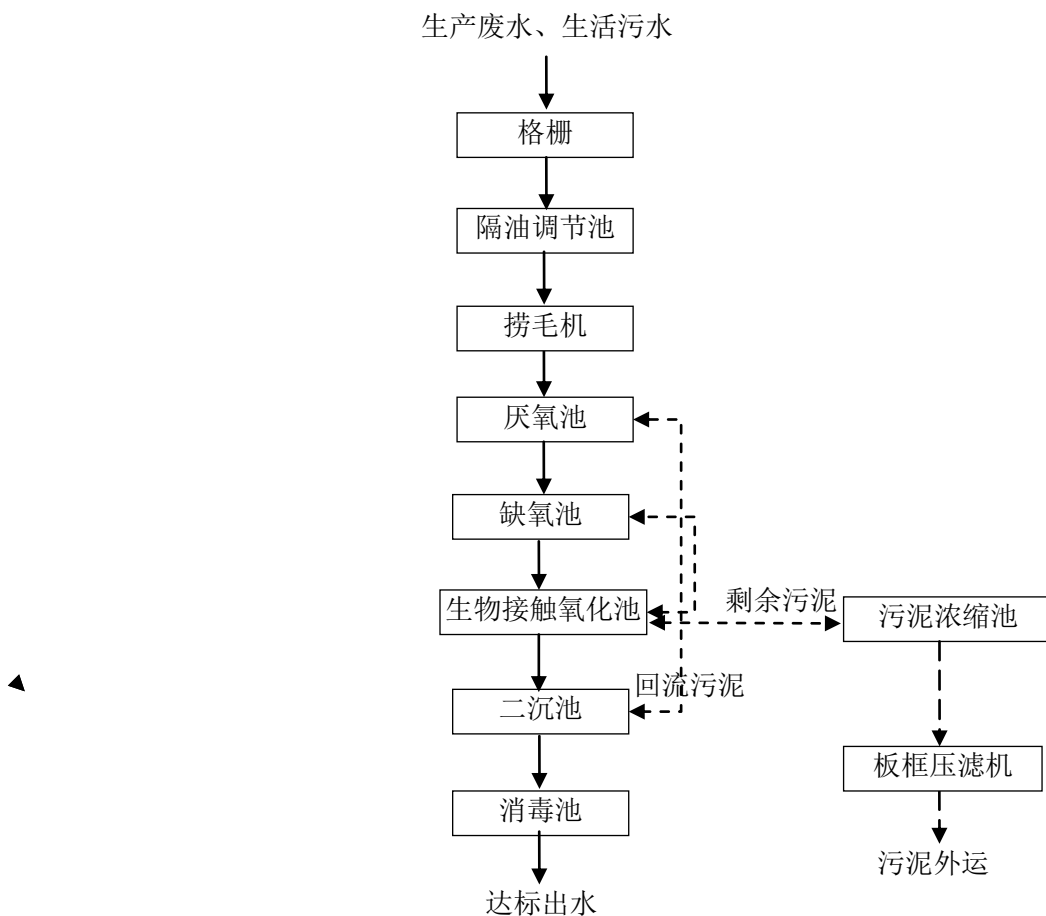 生产废水、生活污水
格栅
隔油调节池
捞毛机
厌氧池
缺氧池
生物接触氧化池
剩余污泥
污泥浓缩池
回流污泥
二沉池
板框压滤机
消毒池
污泥外运
达标出水